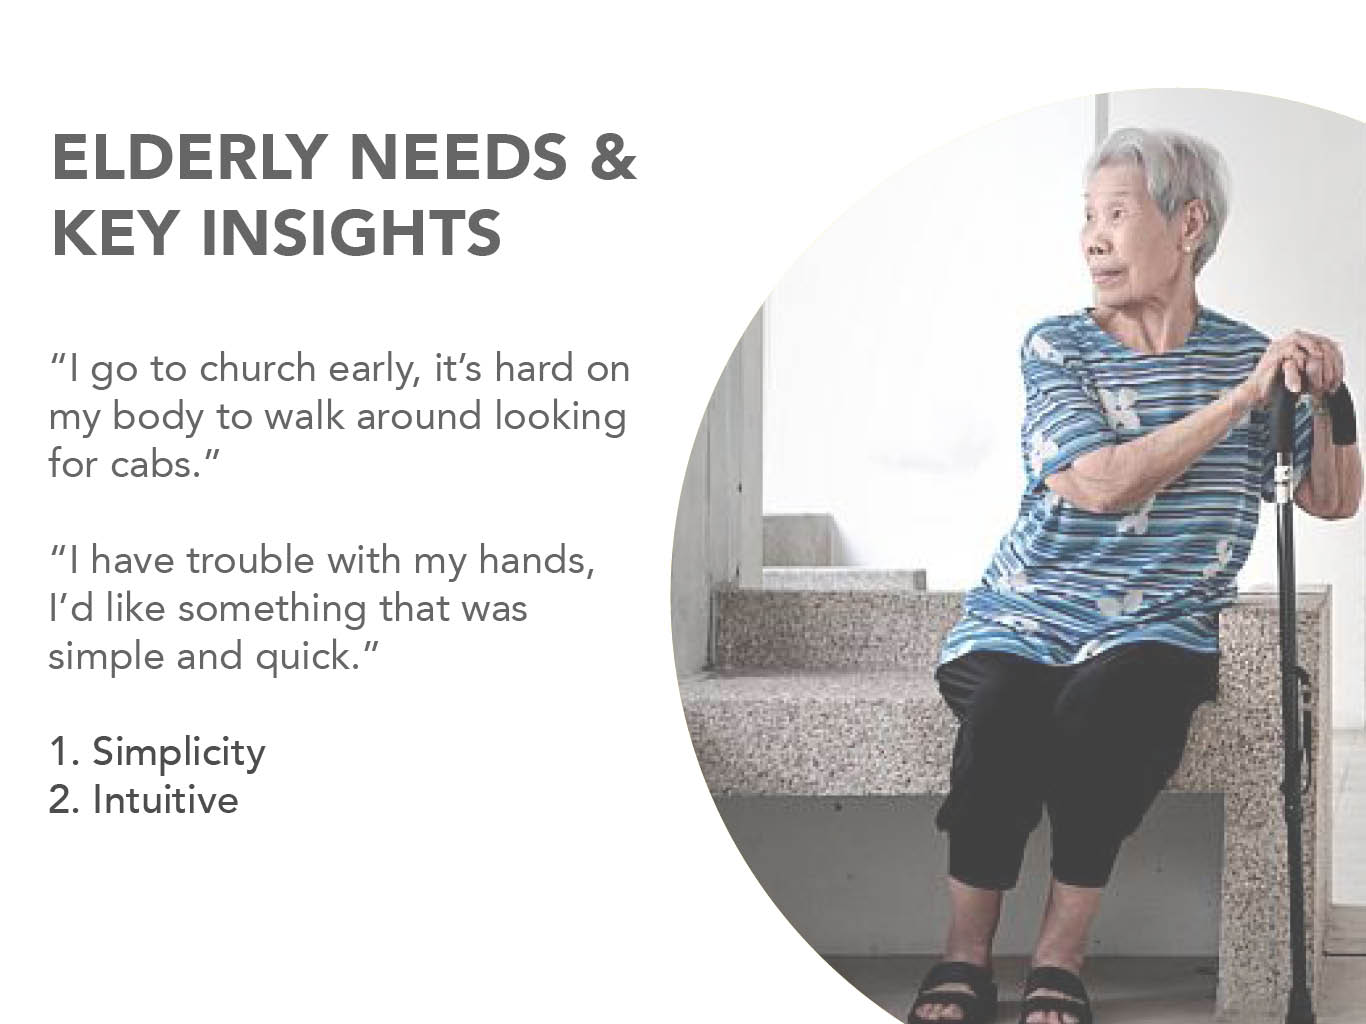 ELDERLY NEEDS &
KEY INSIGHTS
“I go to church early, it’s hard on
my body to walk around looking
for cabs.”
“I have trouble with my hands,
I’d like something that was
simple and quick.”
1. Simplicity
2. Intuitive